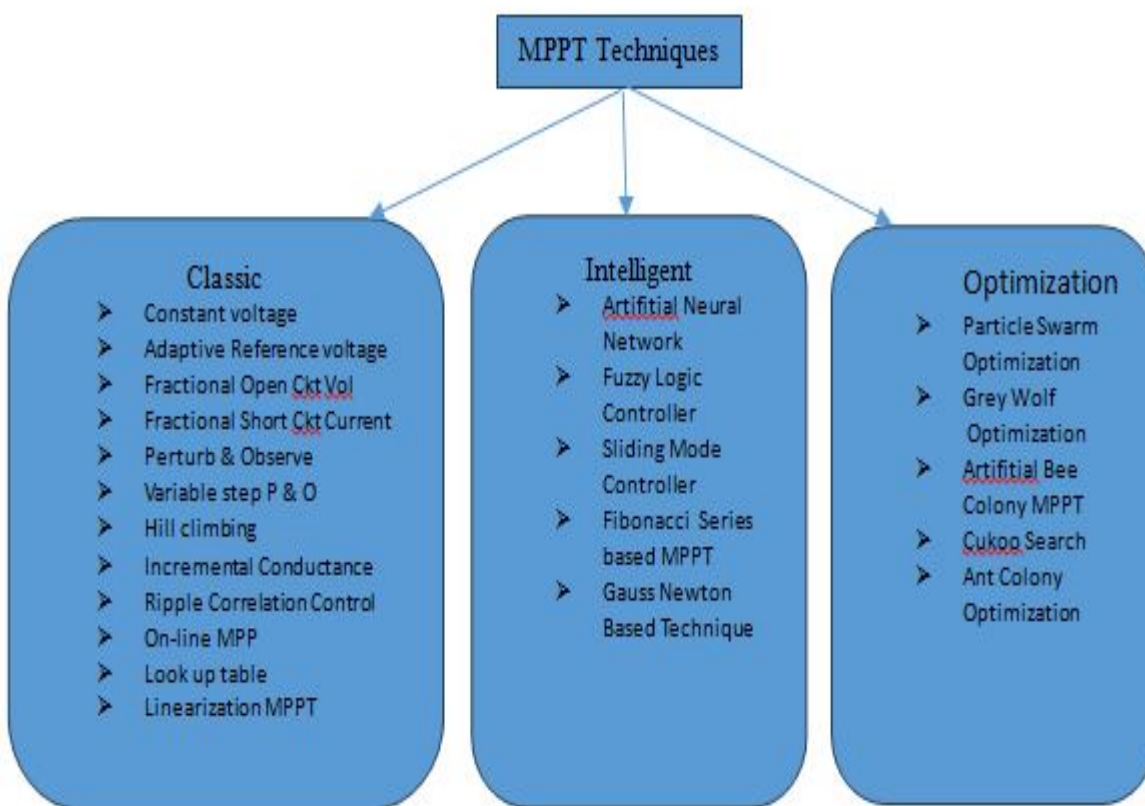 MPPT Techniques
Classic
Constant voltage
Adaptive Reference voltage
Fractional Open Ckt Vol
Fractional Short Ckt Current
Perturb & Observe
Variable step P & O
Hill climbing
Incremental Conductance
Ripple Correlation Control
On-line MPP
Look up table
Linearization MPPT
Intelligent
Artifitial Neural
Network
Fuzzy Logic
Controller
Sliding Mode
Controller
Fibonacci Series
based MPPT
Gauss Newton
Based Technique
Optimization
Particle Swarm
Optimization
Grey Wolf
Optimization
Artifitial Bee
Colony MPPT
Cukoo Search
Ant Colony
Optimization